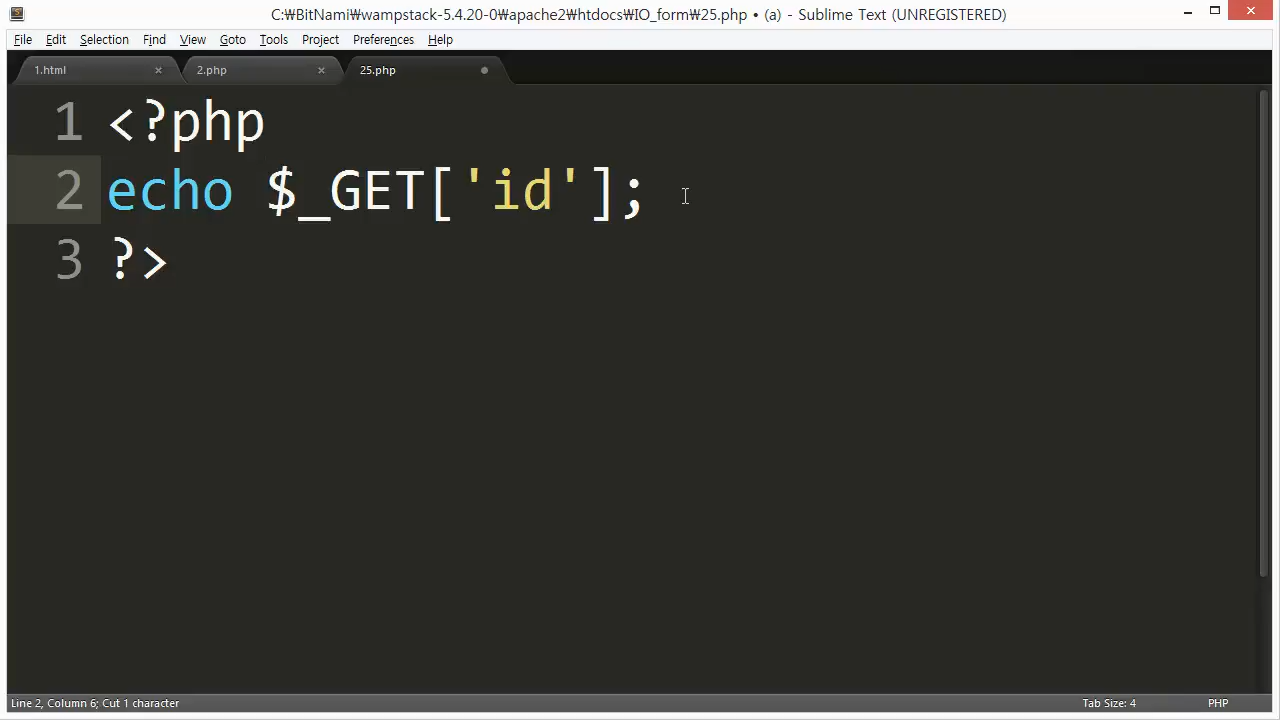 C:₩BitNami₩wampstack-5.4.20-0₩apache2₩htdocs₩IO_form₩25.php • (a) - Sublime Text (UNREGISTERED)
File Edit Selection Find View Goto Tools Project Preferences Help
1.html × 2.php × 25.php
1 <?php
2 echo $_GET['id'];
3 ?>
Line 2, Column 6; Cut 1 character Tab Size: 4 PHP